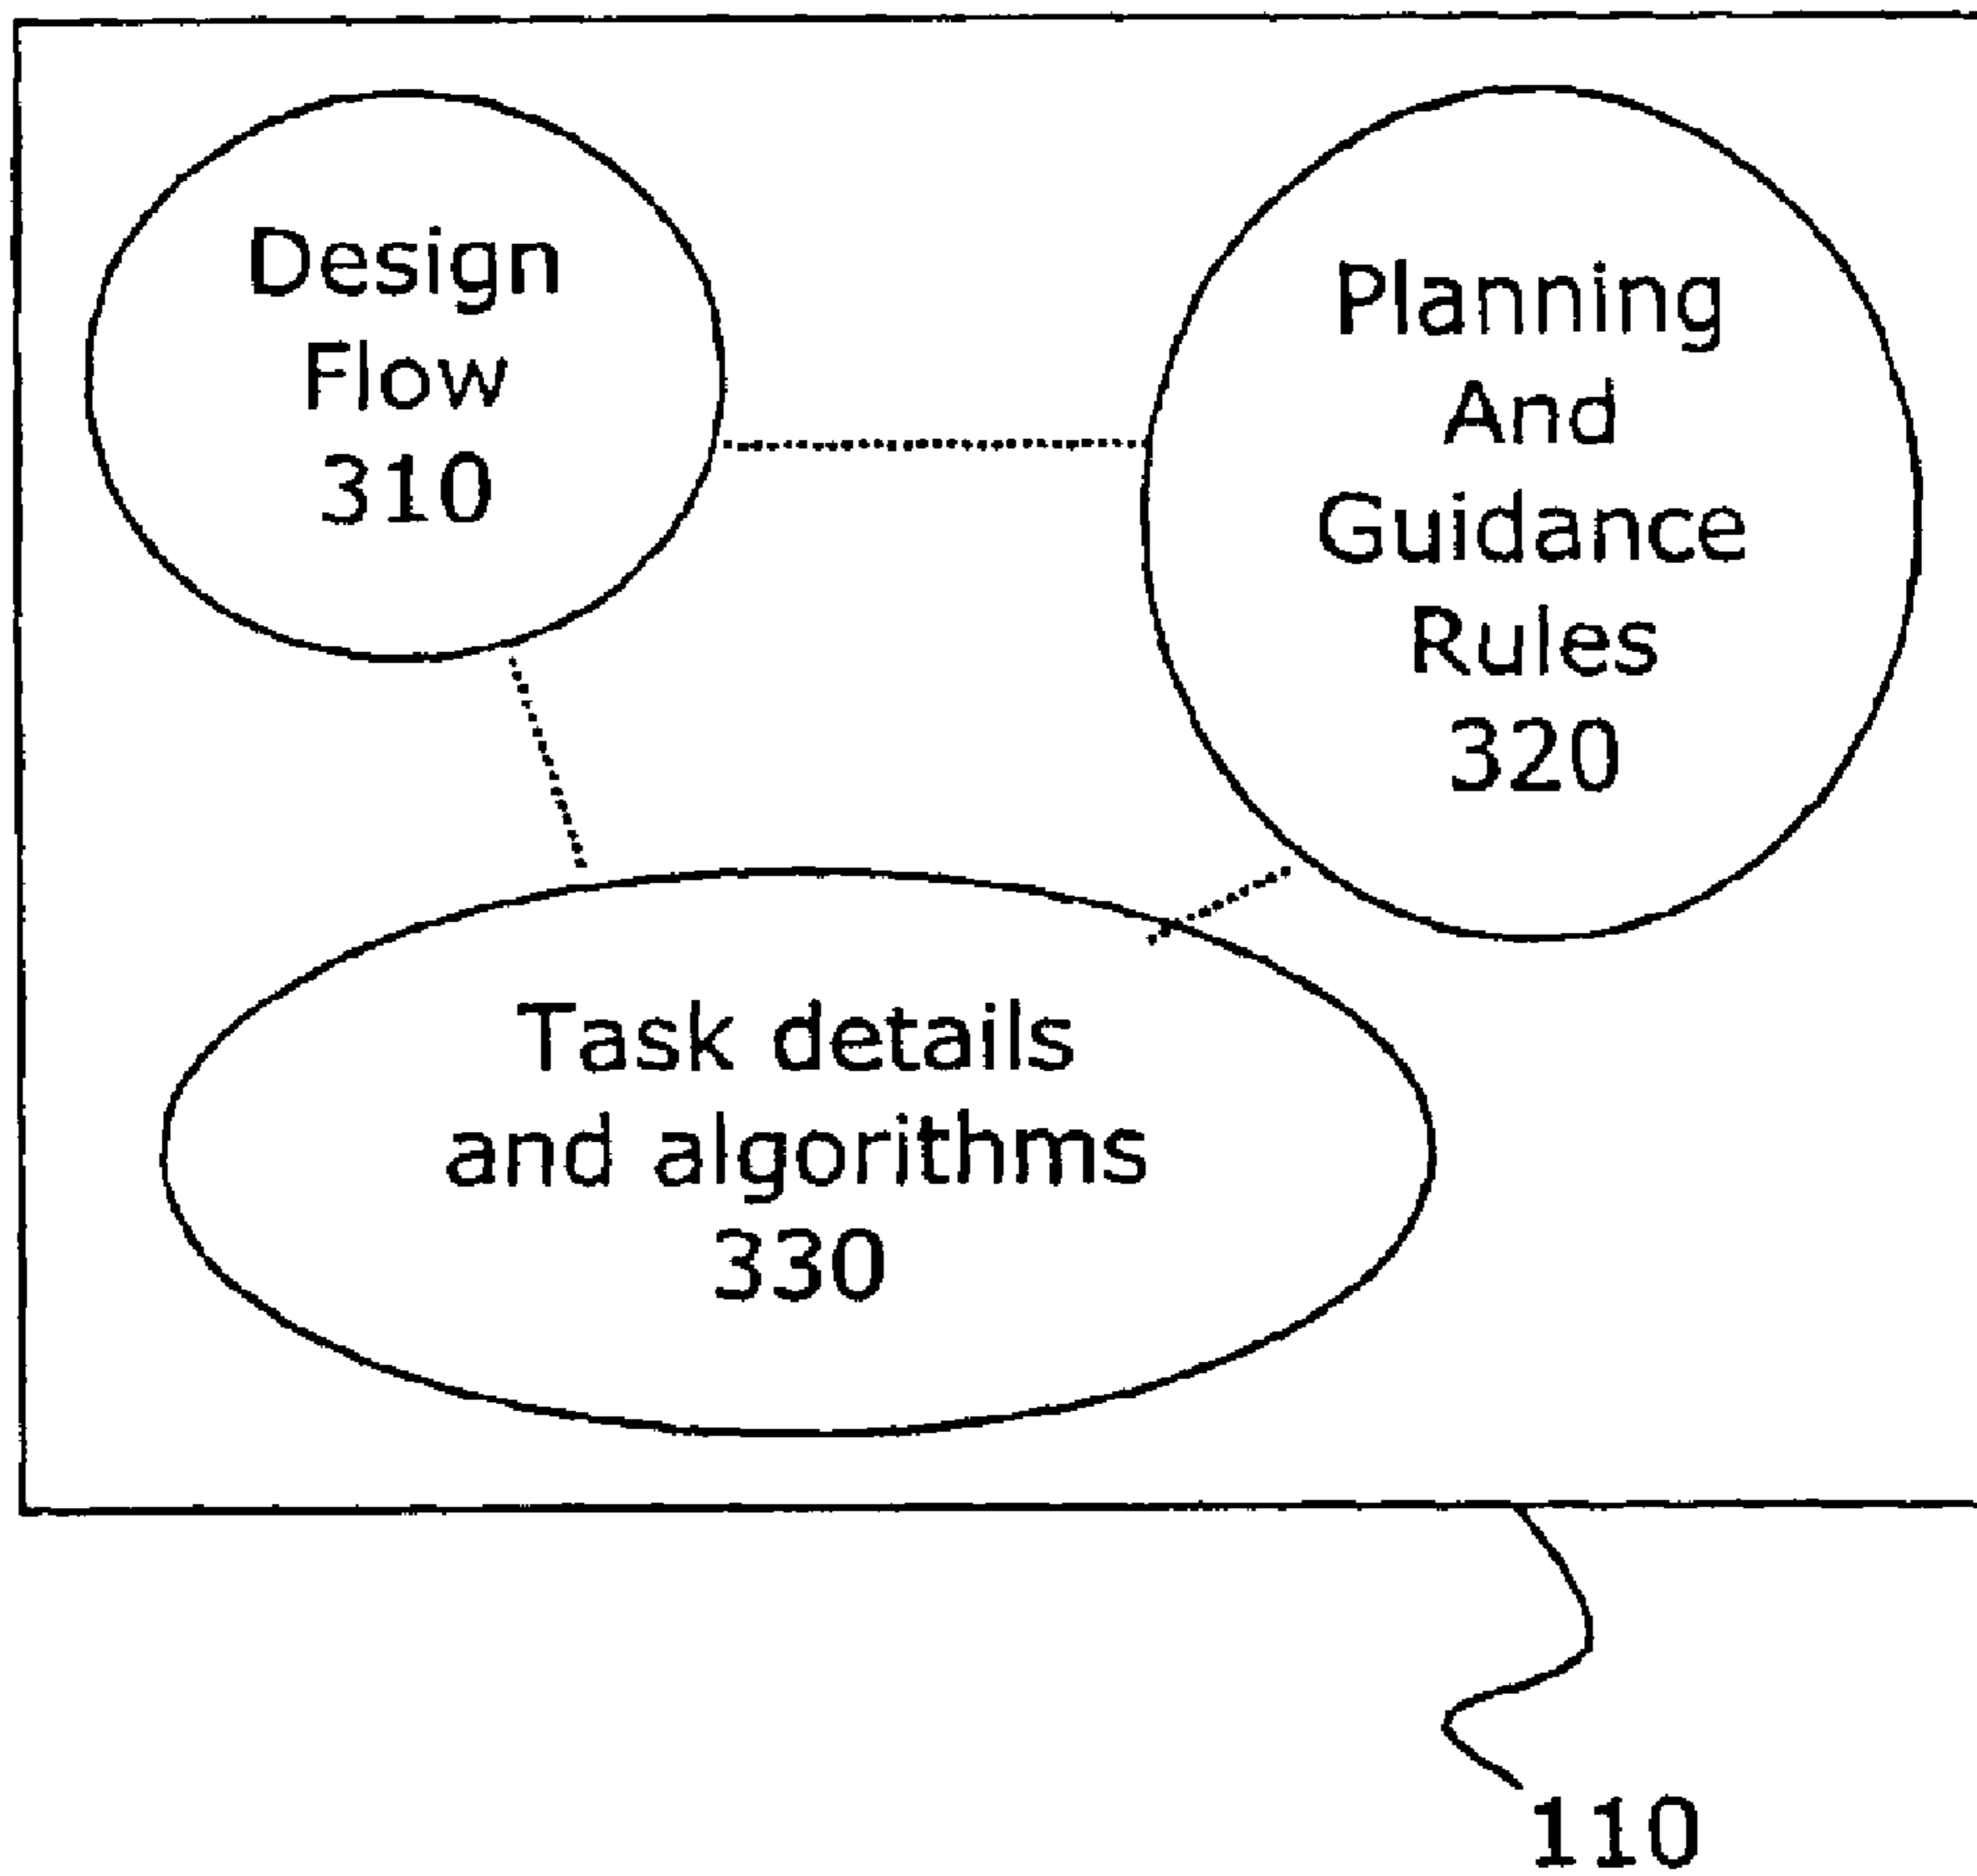 Design
Flow
310
Planning
And
Guidance
Rules
320
Task details
and algorithms
330
110